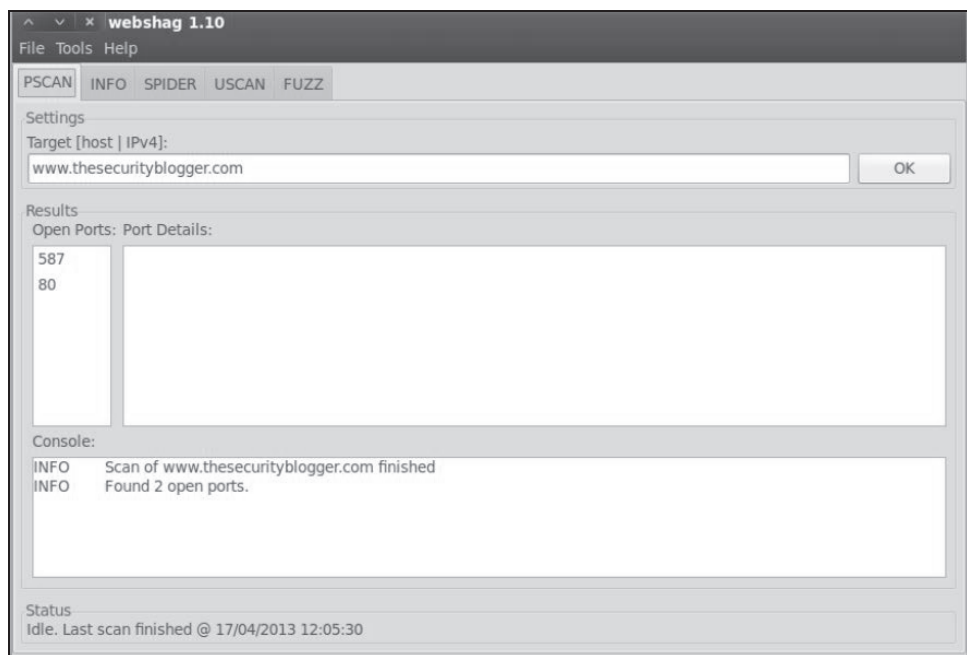 webshag 1.10
File Tools Help
PSCAN INFO SPIDER USCAN FUZZ
Settings
Target [host | IPv4]:
www.thesecurityblogger.com OK
Results
Open Ports: Port Details:
587
80
Console:
INFO Scan of www.thesecurityblogger.com finished
INFO Found 2 open ports.
Status
Idle. Last scan finished @ 17/04/2013 12:05:30